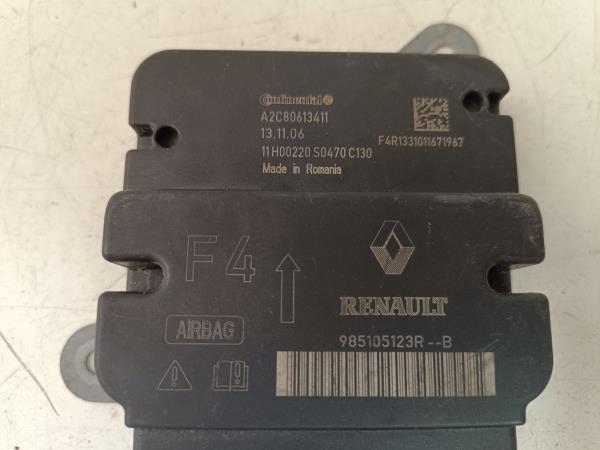 Continental
A2C80613411
13.11.06
11H00220 S0470 C130
Made in Romania
F4R1331011671967
F4
AIRBAG
RENAULT
985105123R--B